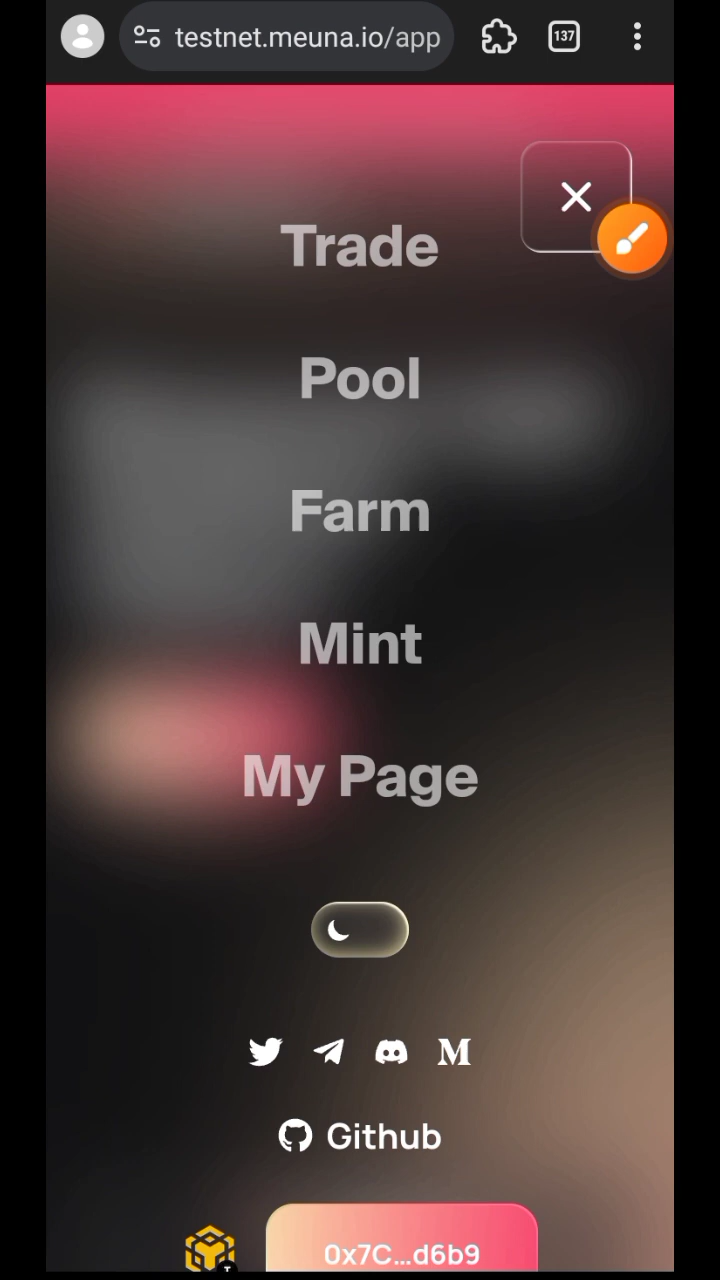 testnet.meuna.io/app
137
Trade
Pool
Farm
Mint
My Page
M
Github
T
0x7C...d6b9